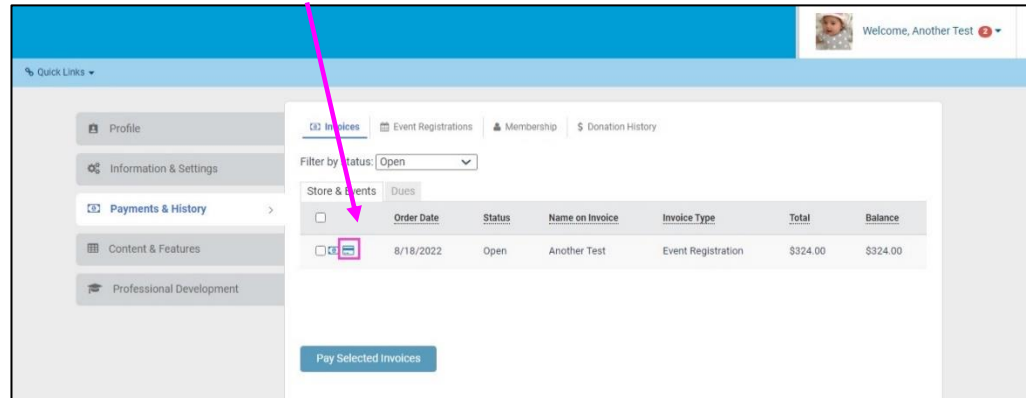 Welcome, Another Test 2
Quick Links
Profile
Information & Settings
Payments & History
Content & Features
Professional Development
Invoices Event Registrations Membership $ Donation History
Filter by Status: Open
Store & Events Dues
Order Date Status Name on Invoice Invoice Type Total Balance
8/18/2022 Open Another Test Event Registration $324.00 $324.00
Pay Selected Invoices